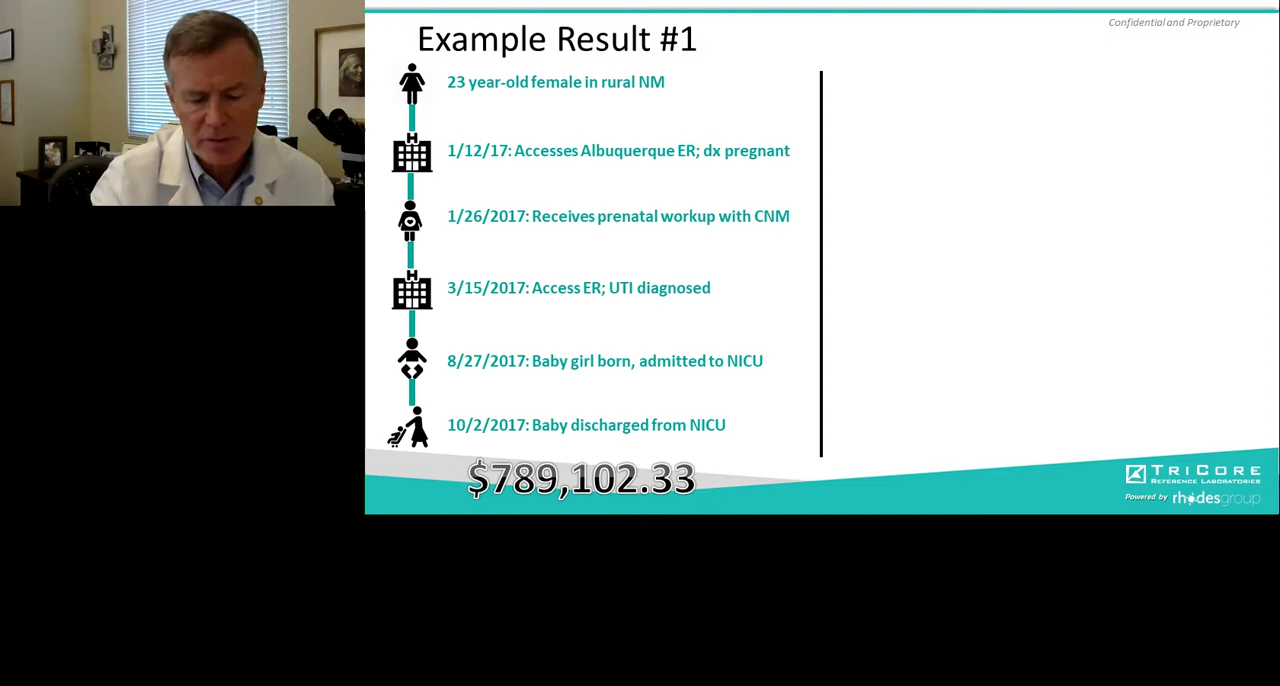 Confidential and Proprietary
Example Result #1
23 year-old female in rural NM
1/12/17: Accesses Albuquerque ER; dx pregnant
1/26/2017: Receives prenatal workup with CNM
3/15/2017: Access ER; UTI diagnosed
8/27/2017: Baby girl born, admitted to NICU
10/2/2017: Baby discharged from NICU
$789,102.33
TRICORE
REFERENCE LABORATORIES
Powered by rhodesgroup